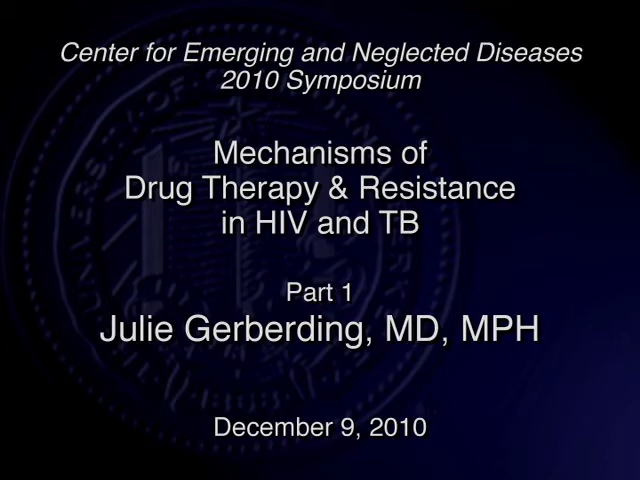 Center for Emerging and Neglected Diseases
2010 Symposium
Mechanisms of
Drug Therapy & Resistance
in HIV and TB
Part 1
Julie Gerberding, MD, MPH
December 9, 2010